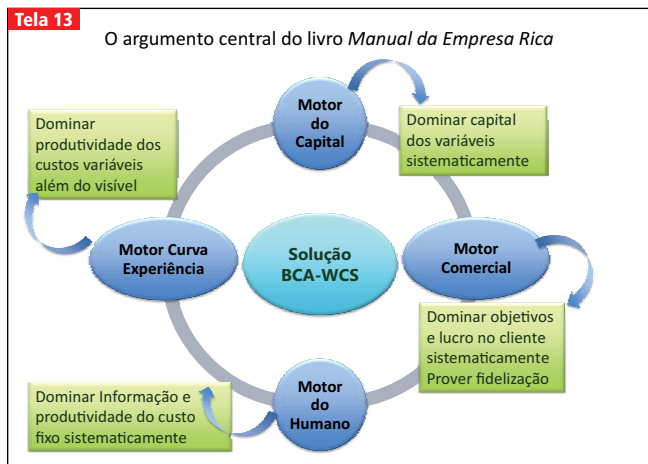 Tela 13
O argumento central do livro Manual da Empresa Rica
Motor
do
Capital
Dominar capital
dos variáveis
sistematicamente
Dominar
produtividade dos
custos variáveis
além do visível
Motor Curva
Experiência
Solução
BCA-WCS
Motor
Comercial
Dominar objetivos
e lucro no cliente
sistematicamente
Prover fidelização
Dominar Informação e
produtividade do custo
fixo sistematicamente
Motor
do
Humano